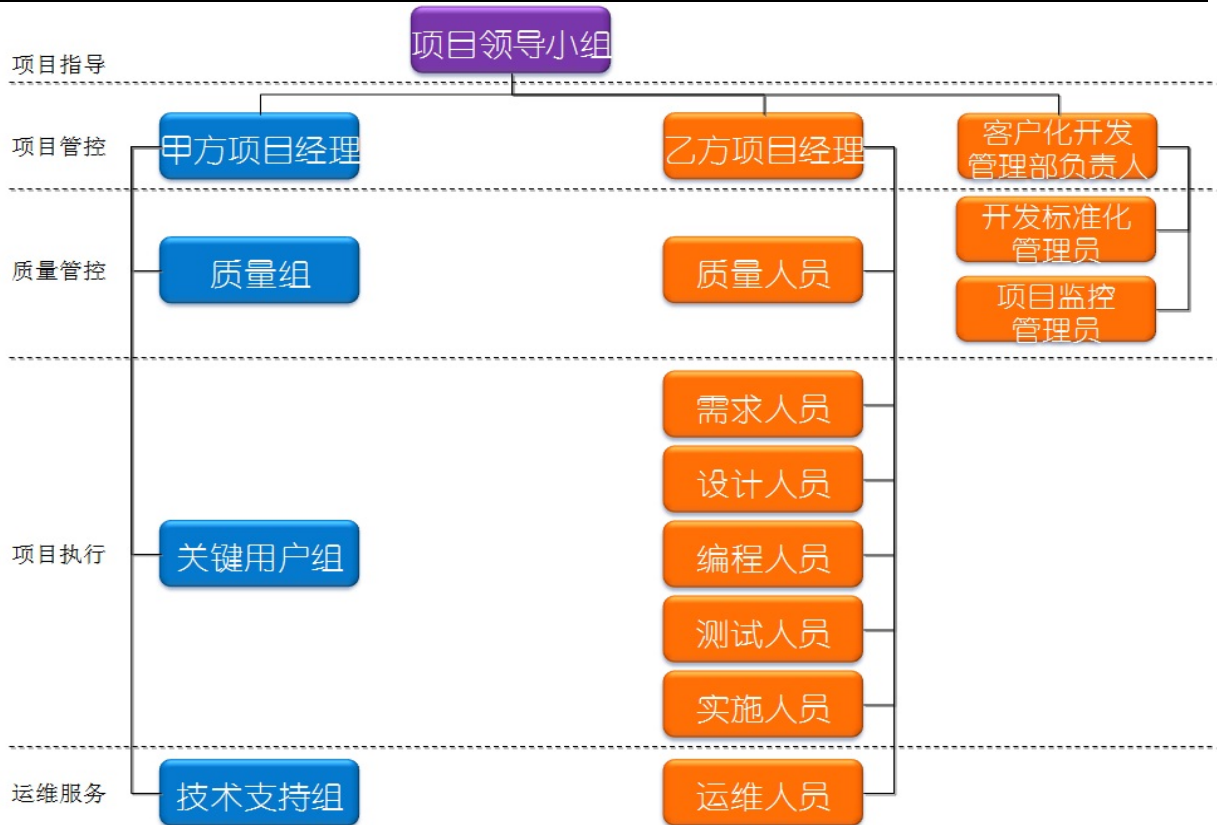 项目领导小组
项目指导
项目管控
甲方项目经理
乙方项目经理
客户化开发
管理部负责人
质量管控
质量组
质量人员
开发标准化
管理员
项目监控
管理员
项目执行
关键用户组
需求人员
设计人员
编程人员
测试人员
实施人员
运维服务
技术支持组
运维人员